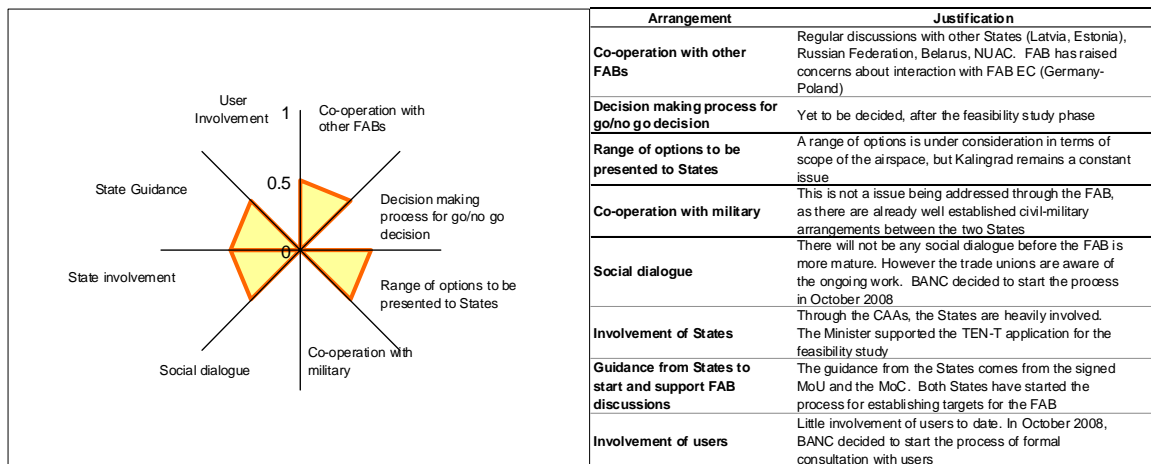 User
Involvement
1
Co-operation with
other FABs
State Guidance
0.5
Decision making
process for go/no go
decision
0
State involvement
Range of options to be
presented to States
Social dialogue
Co-operation with
military
Arrangement Justification
Co-operation with other
FABs
Regular discussions with other States (Latvia, Estonia),
Russian Federation, Belarus, NUAC. FAB has raised
concerns about interaction with FAB EC (Germany-
Poland)
Decision making process for
go/no go decision
Yet to be decided, after the feasibility study phase
Range of options to be
presented to States
A range of options is under consideration in terms of
scope of the airspace, but Kalingrad remains a constant
issue
Co-operation with military
This is not a issue being addressed through the FAB,
as there are already well established civil-military
arrangements between the two States
Social dialogue
There will not be any social dialogue before the FAB is
more mature. However the trade unions are aware of
the ongoing work. BANC decided to start the process
in October 2008
Involvement of States
Through the CAAs, the States are heavily involved.
The Minister supported the TEN-T application for the
feasibility study
Guidance from States to
start and support FAB
discussions
The guidance from the States comes from the signed
MoU and the MoC. Both States have started the
process for establishing targets for the FAB
Involvement of users
Little involvement of users to date. In October 2008,
BANC decided to start the process of formal
consultation with users